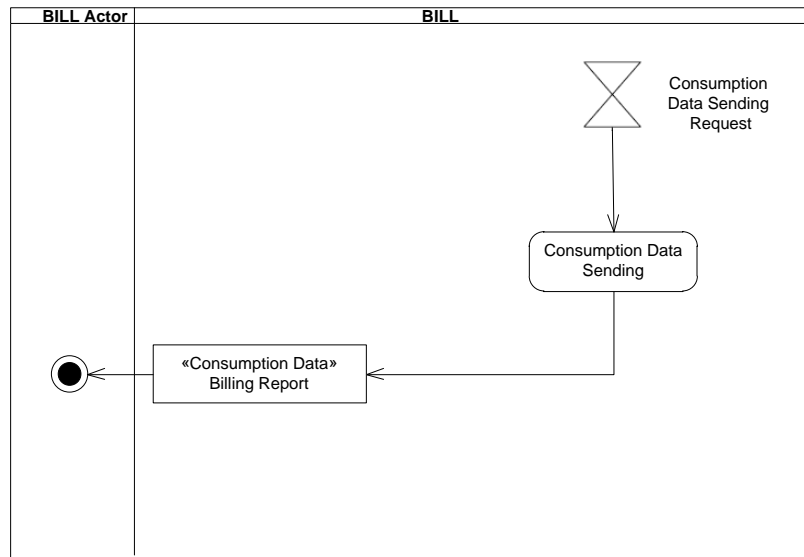 BILL Actor
BILL
Consumption
Data Sending
Request
Consumption Data
Sending
«Consumption Data»
Billing Report